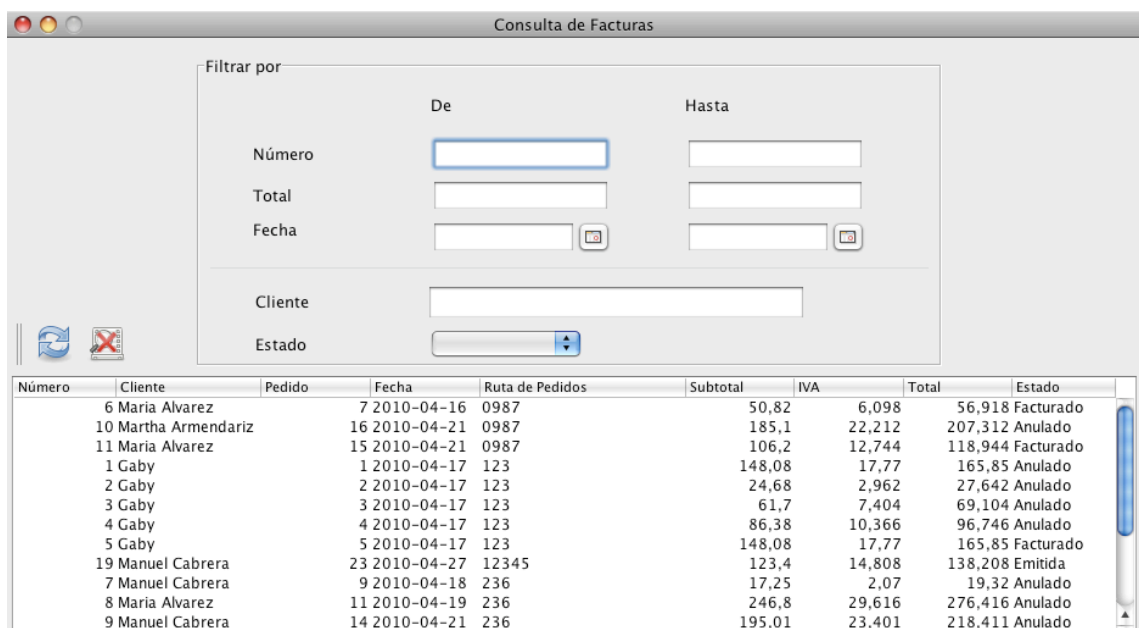 Consulta de Facturas
Filtrar por
De Hasta
Número
Total
Fecha
Cliente
Estado
Número Cliente Pedido Fecha Ruta de Pedidos Subtotal IVA Total Estado
6 Maria Alvarez 7 2010-04-16 0987 50,82 6,098 56,918 Facturado
10 Martha Armendariz 16 2010-04-21 0987 185,1 22,212 207,312 Anulado
11 Maria Alvarez 15 2010-04-21 0987 106,2 12,744 118,944 Facturado
1 Gaby 1 2010-04-17 123 148,08 17,77 165,85 Anulado
2 Gaby 2 2010-04-17 123 24,68 2,962 27,642 Anulado
3 Gaby 3 2010-04-17 123 61,7 7,404 69,104 Anulado
4 Gaby 4 2010-04-17 123 86,38 10,366 96,746 Anulado
5 Gaby 5 2010-04-17 123 148,08 17,77 165,85 Facturado
19 Manuel Cabrera 23 2010-04-27 12345 123,4 14,808 138,208 Emitida
7 Manuel Cabrera 9 2010-04-18 236 17,25 2,07 19,32 Anulado
8 Maria Alvarez 11 2010-04-19 236 246,8 29,616 276,416 Anulado
9 Manuel Cabrera 14 2010-04-21 236 195,01 23,401 218,411 Anulado